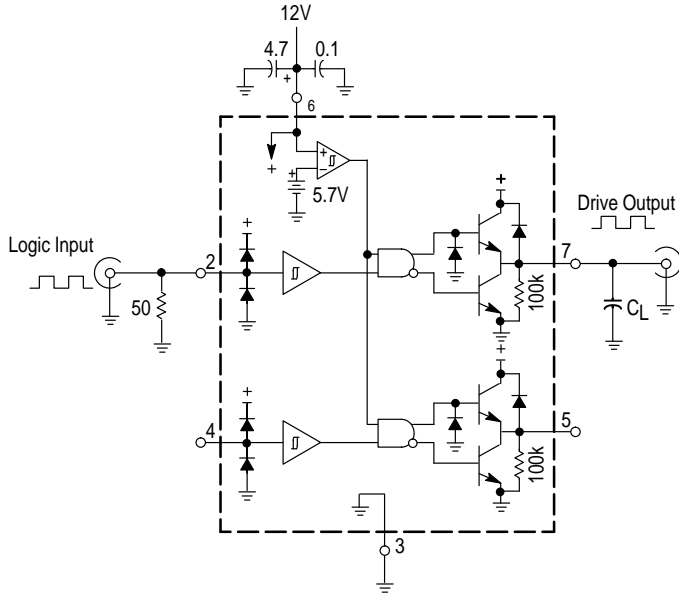 12V
4.7
0.1
+
6
+
+
–
+
5.7V
+
+
Drive Output
Logic Input
2
7
50
100k
CL
+
+
4
5
100k
3